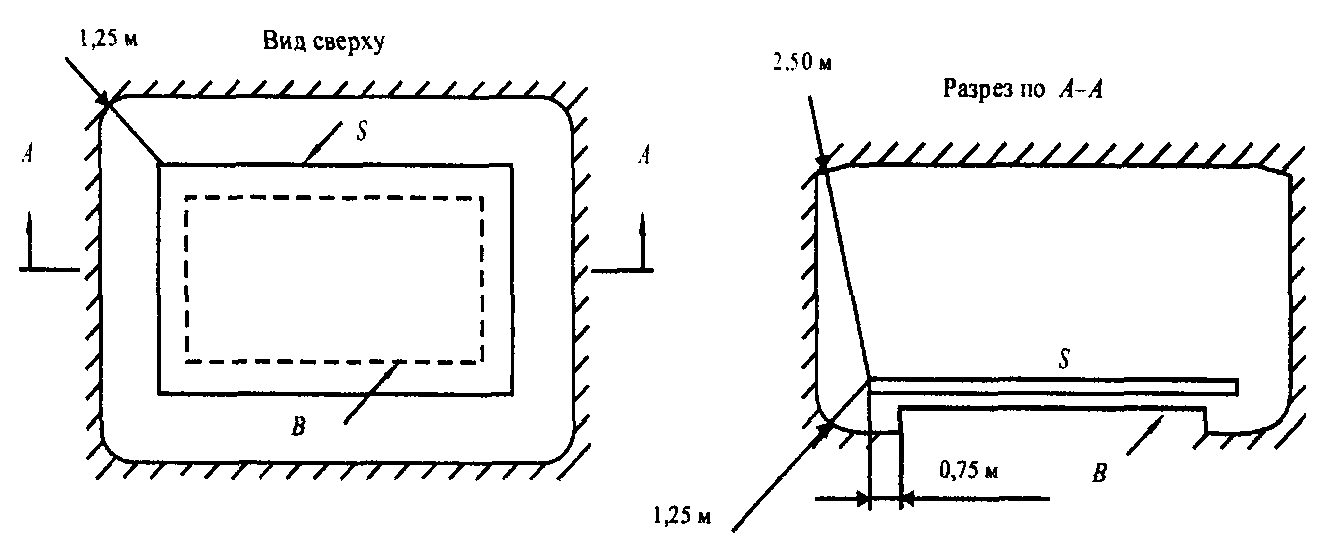 1,25 м
Вид сверху
S
A
A
B
2,50 м
Разрез по A–A
S
0,75 м
B
1,25 м